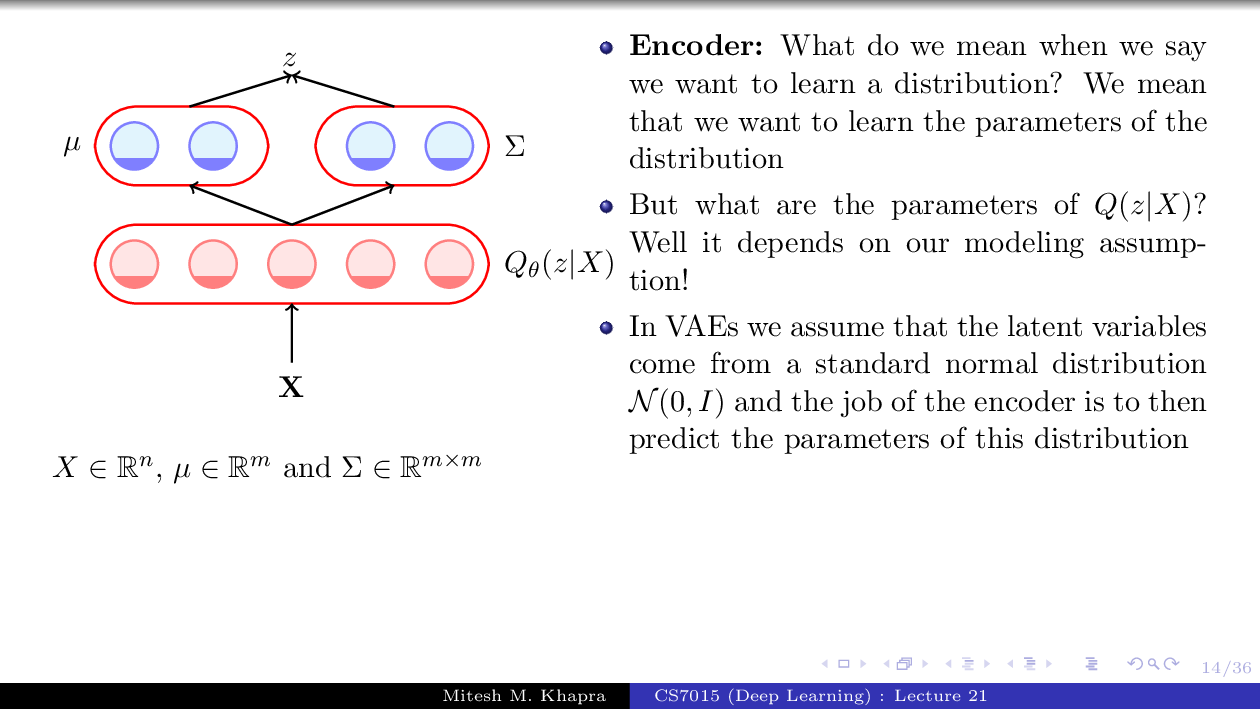 z
μ
Σ
Q_θ(z|X)
X
X ∈ ℝⁿ, μ ∈ ℝᵐ and Σ ∈ ℝᵐˣᵐ
Encoder: What do we mean when we say
we want to learn a distribution? We mean
that we want to learn the parameters of the
distribution
But what are the parameters of Q(z|X)?
Well it depends on our modeling assump-
tion!
In VAEs we assume that the latent variables
come from a standard normal distribution
𝒩(0, I) and the job of the encoder is to then
predict the parameters of this distribution
14/36
Mitesh M. Khapra
CS7015 (Deep Learning) : Lecture 21